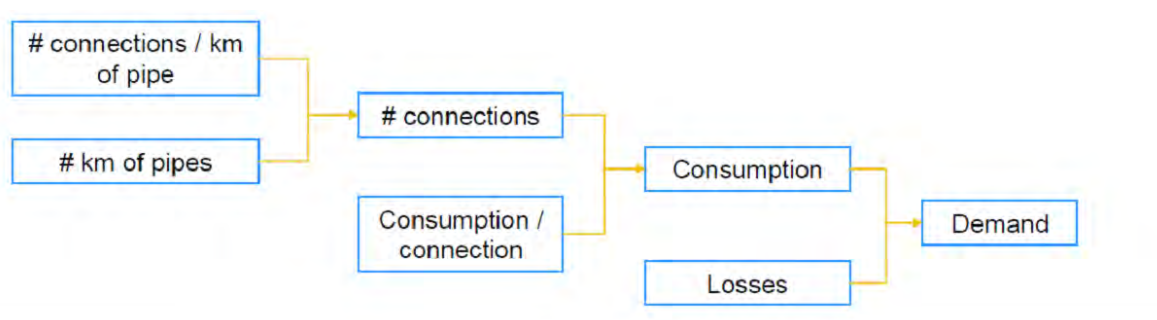 # connections / km
of pipe
# km of pipes
# connections
Consumption /
connection
Consumption
Losses
Demand